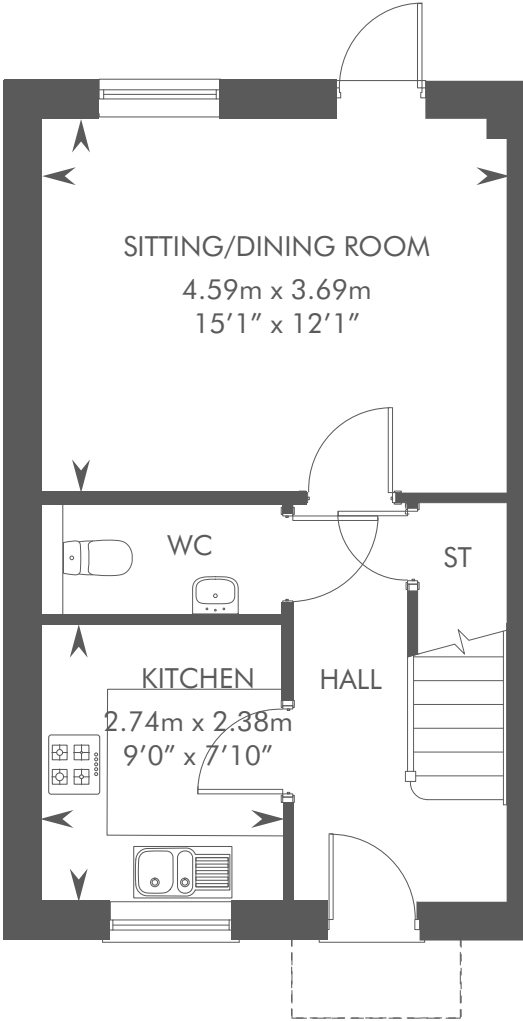 SITTING/DINING ROOM
4.59m x 3.69m
15’1” x 12’1”
WC
ST
KITCHEN
2.74m x 2.38m
9’0” x 7’10”
HALL